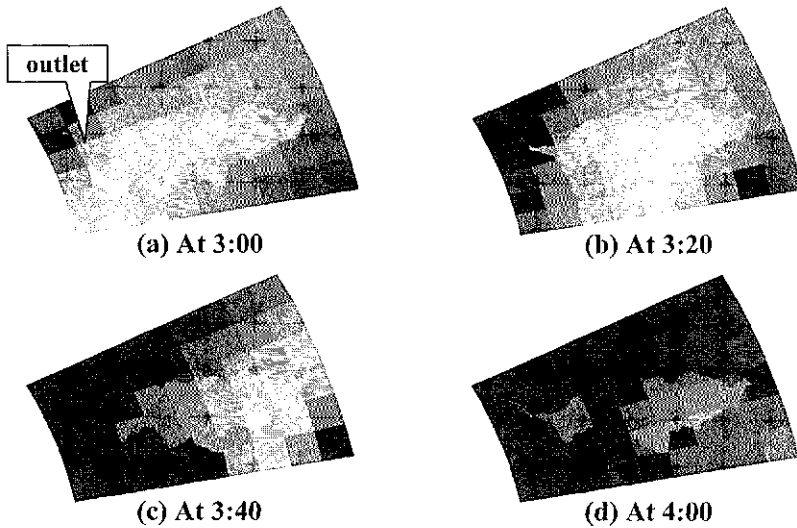 outlet
(a) At 3:00
(b) At 3:20
(c) At 3:40
(d) At 4:00